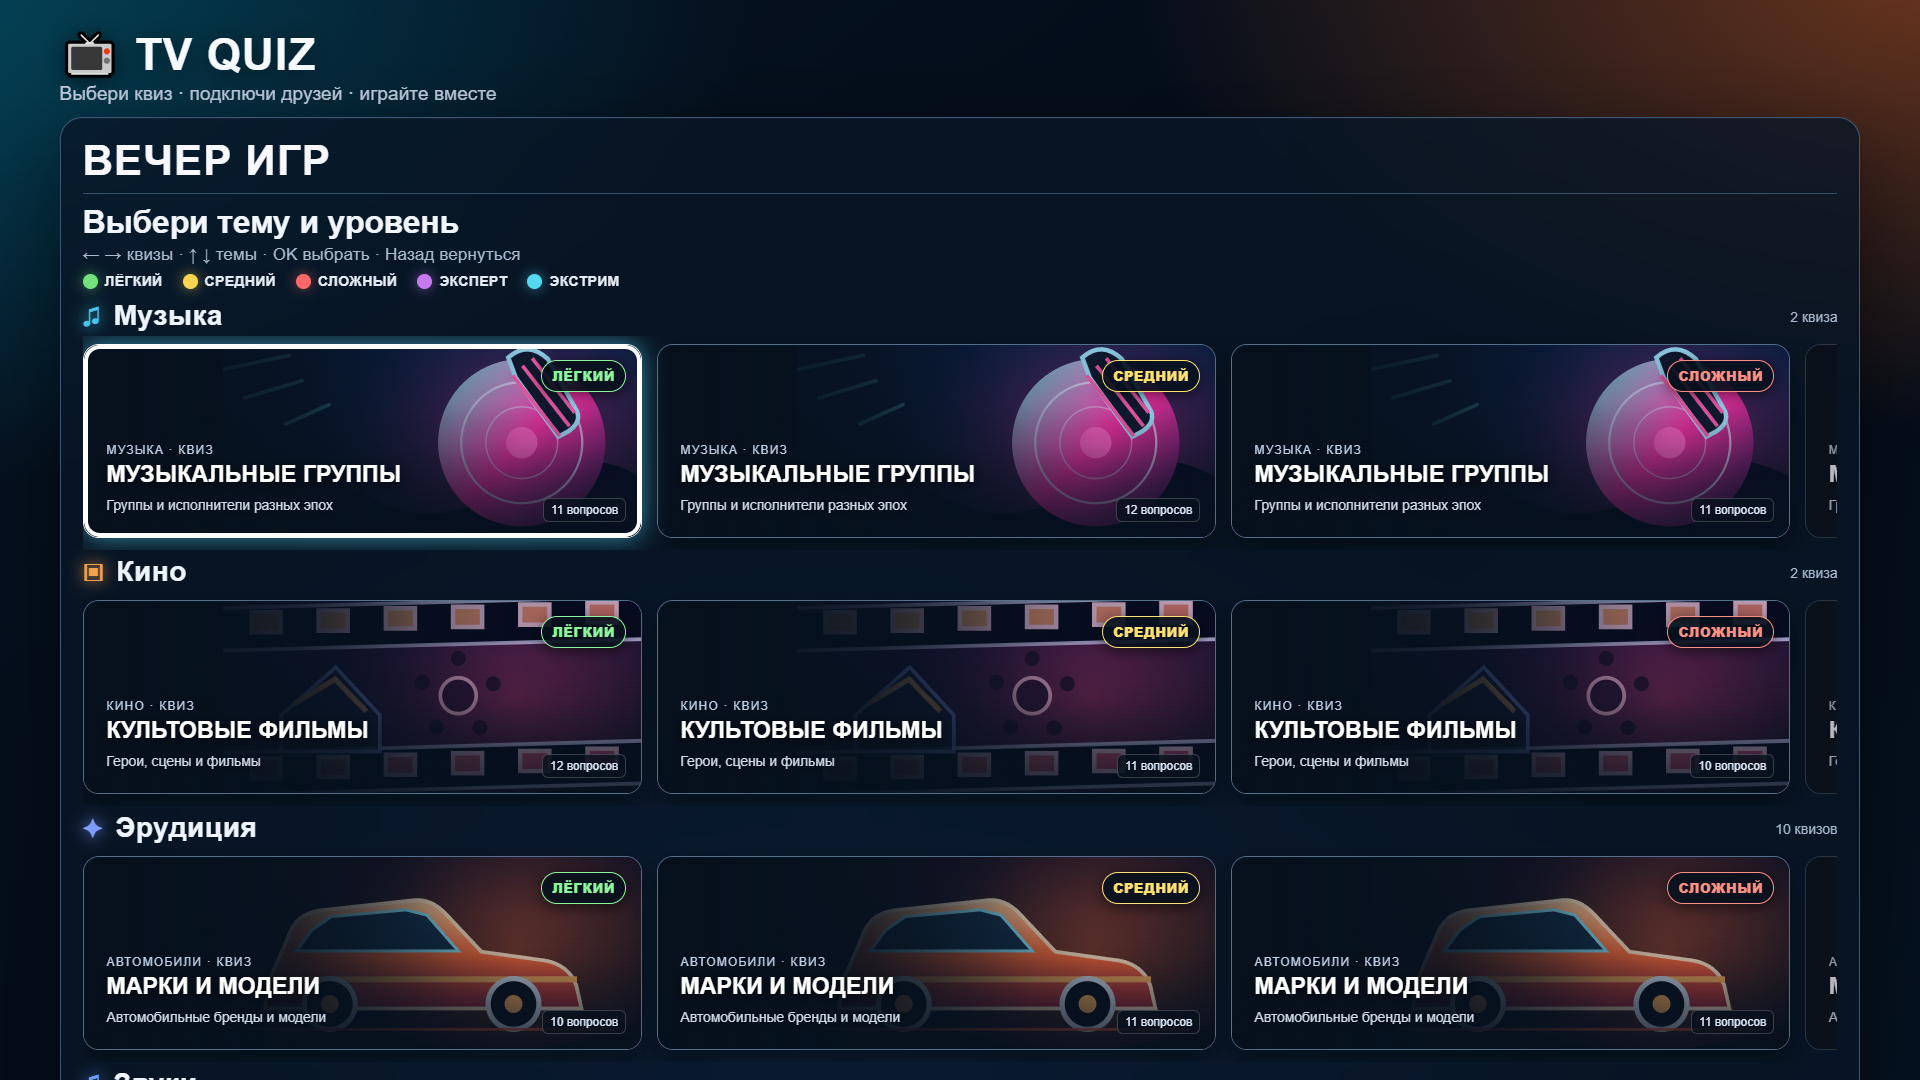 TV QUIZ
Выбери квиз · подключи друзей · играйте вместе
ВЕЧЕР ИГР
Выбери тему и уровень
← → квизы · ↑ ↓ темы · OK выбрать · Назад вернуться
ЛЁГКИЙ СРЕДНИЙ СЛОЖНЫЙ ЭКСПЕРТ ЭКСТРИМ
Музыка
2 квиза
ЛЁГКИЙ
МУЗЫКА · КВИЗ
МУЗЫКАЛЬНЫЕ ГРУППЫ
Группы и исполнители разных эпох
11 вопросов
СРЕДНИЙ
МУЗЫКА · КВИЗ
МУЗЫКАЛЬНЫЕ ГРУППЫ
Группы и исполнители разных эпох
12 вопросов
СЛОЖНЫЙ
МУЗЫКА · КВИЗ
МУЗЫКАЛЬНЫЕ ГРУППЫ
Группы и исполнители разных эпох
11 вопросов
Кино
2 квиза
ЛЁГКИЙ
КИНО · КВИЗ
КУЛЬТОВЫЕ ФИЛЬМЫ
Герои, сцены и фильмы
12 вопросов
СРЕДНИЙ
КИНО · КВИЗ
КУЛЬТОВЫЕ ФИЛЬМЫ
Герои, сцены и фильмы
11 вопросов
СЛОЖНЫЙ
КИНО · КВИЗ
КУЛЬТОВЫЕ ФИЛЬМЫ
Герои, сцены и фильмы
10 вопросов
Эрудиция
10 квизов
ЛЁГКИЙ
АВТОМОБИЛИ · КВИЗ
МАРКИ И МОДЕЛИ
Автомобильные бренды и модели
10 вопросов
СРЕДНИЙ
АВТОМОБИЛИ · КВИЗ
МАРКИ И МОДЕЛИ
Автомобильные бренды и модели
11 вопросов
СЛОЖНЫЙ
АВТОМОБИЛИ · КВИЗ
МАРКИ И МОДЕЛИ
Автомобильные бренды и модели
11 вопросов